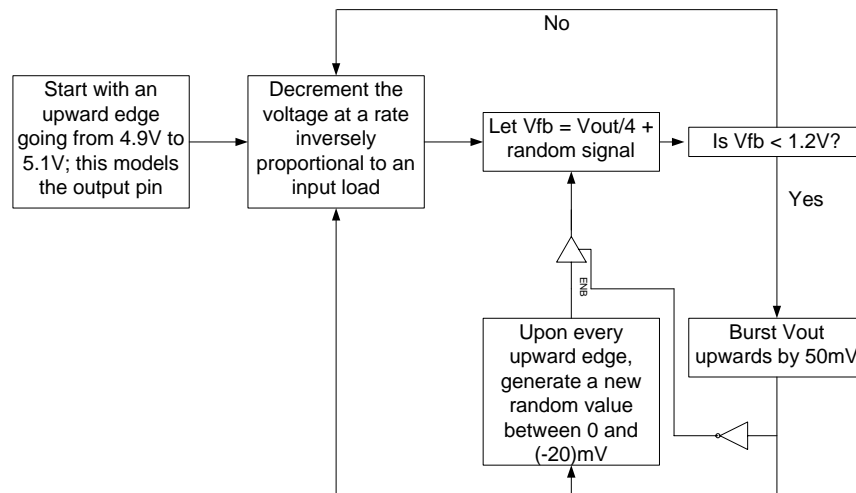 No
Start with an
upward edge
going from 4.9V to
5.1V; this models
the output pin
Decrement the
voltage at a rate
inversely
proportional to an
input load
Let Vfb = Vout/4 +
random signal
Is Vfb < 1.2V?
Yes
ENB
Upon every
upward edge,
generate a new
random value
between 0 and
(-20)mV
Burst Vout
upwards by 50mV